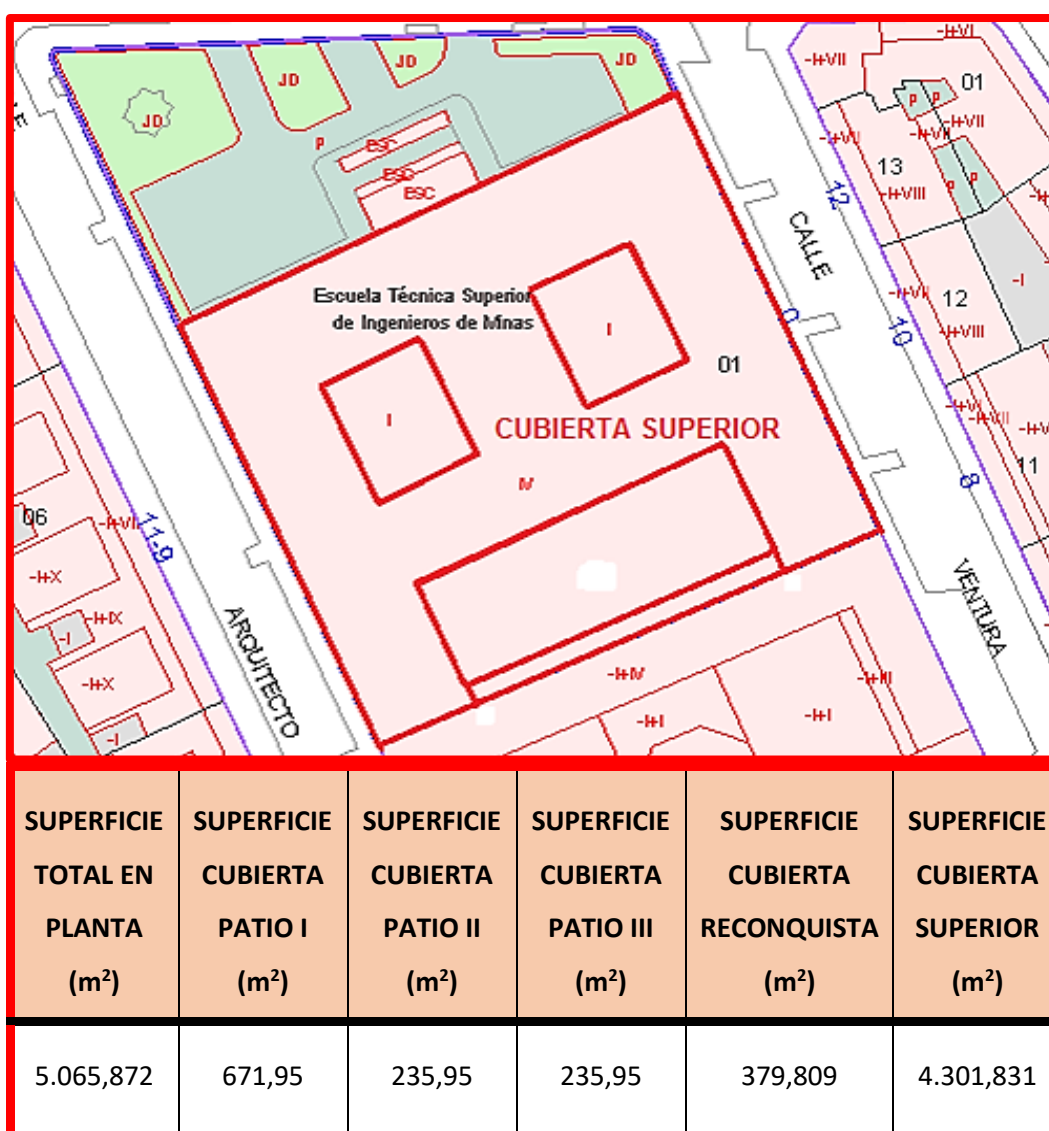 -I+VI
-I+VII
JD
JD
JD
01
P P
JD
-I+VII
-I+VI
P
ESC
13
ESC
P P
ESC
-I+VIII
12
CALLE
Escuela Técnica Superior
de Ingenieros de Minas
I
-I
12
10
-I+VIII
01
I
CUBIERTA SUPERIOR
IV
8
11
06
11-9
-I+X
VENTURA
-I+IX
ARQUITECTO
-I
-I+X
-I+IV
-I+I
-I+I
-I
SUPERFICIE TOTAL EN PLANTA (m²)
SUPERFICIE CUBIERTA PATIO I (m²)
SUPERFICIE CUBIERTA PATIO II (m²)
SUPERFICIE CUBIERTA PATIO III (m²)
SUPERFICIE CUBIERTA RECONQUISTA (m²)
SUPERFICIE CUBIERTA SUPERIOR (m²)
5.065,872 671,95 235,95 235,95 379,809 4.301,831